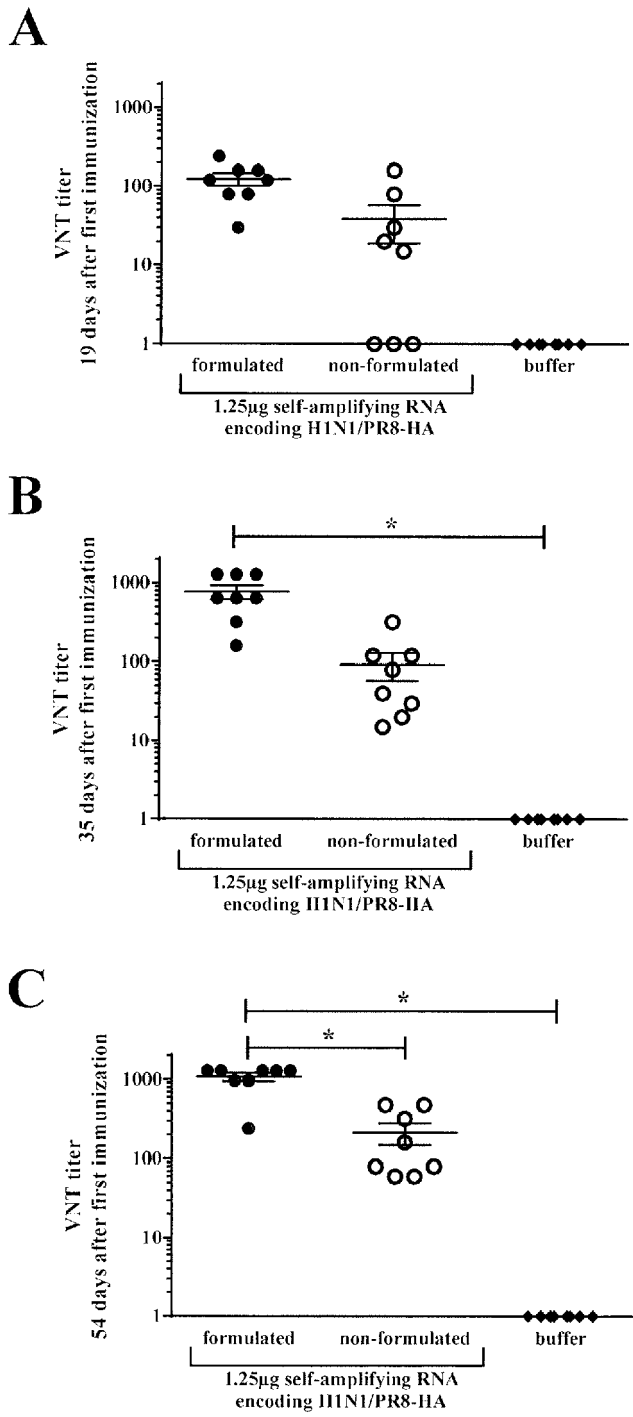 A
VNT titer
19 days after first immunization
1000
100
10
1
formulated
non-formulated
buffer
1.25µg self-amplifying RNA
encoding H1N1/PR8-HA
B
*
VNT titer
35 days after first immunization
1000
100
10
1
formulated
non-formulated
buffer
1.25µg self-amplifying RNA
encoding H1N1/PR8-HA
C
*
*
VNT titer
54 days after first immunization
1000
100
10
1
formulated
non-formulated
buffer
1.25µg self-amplifying RNA
encoding H1N1/PR8-HA